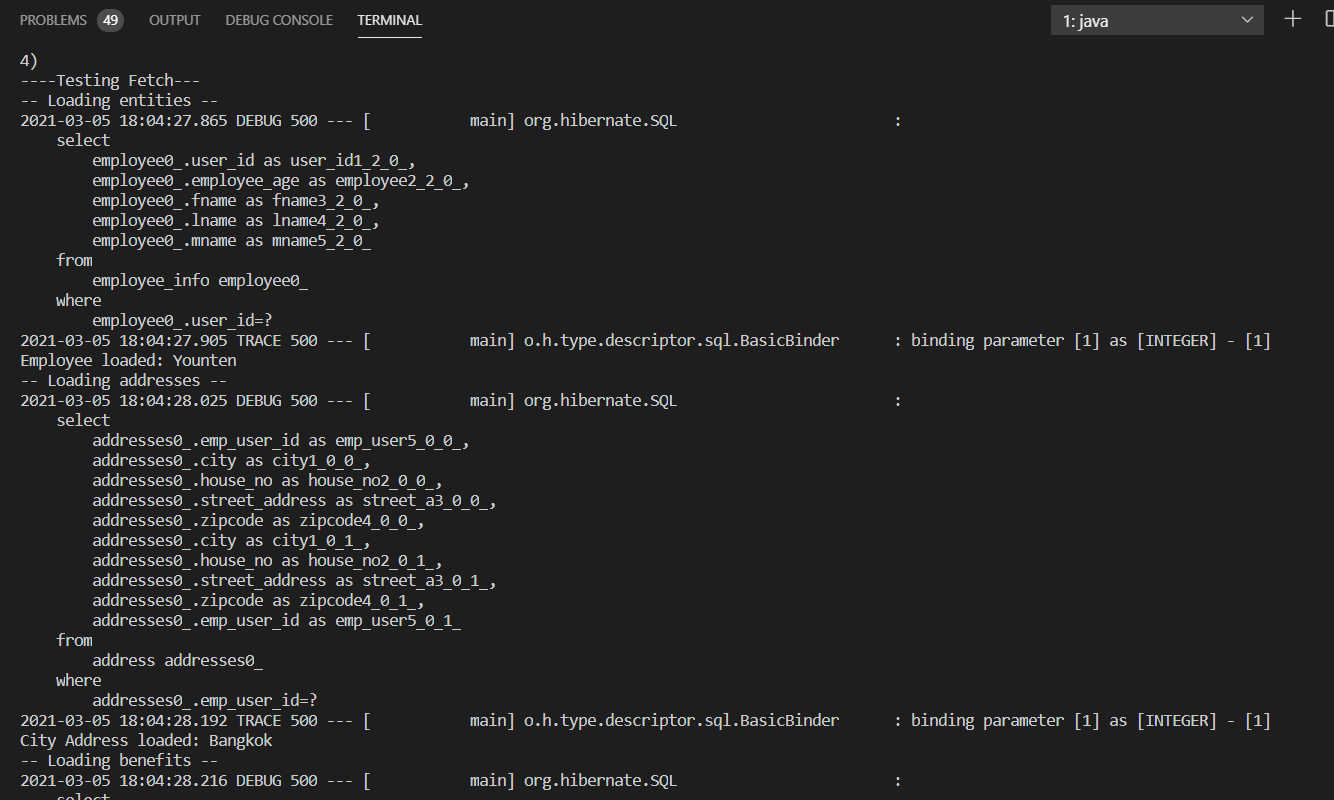 PROBLEMS 49 OUTPUT DEBUG CONSOLE TERMINAL 1: java
4)
----Testing Fetch---
-- Loading entities --
2021-03-05 18:04:27.865 DEBUG 500 --- [           main] org.hibernate.SQL                        :
    select
        employee0_.user_id as user_id1_2_0_,
        employee0_.employee_age as employee2_2_0_,
        employee0_.fname as fname3_2_0_,
        employee0_.lname as lname4_2_0_,
        employee0_.mname as mname5_2_0_
    from
        employee_info employee0_
    where
        employee0_.user_id=?
2021-03-05 18:04:27.905 TRACE 500 --- [           main] o.h.type.descriptor.sql.BasicBinder      : binding parameter [1] as [INTEGER] - [1]
Employee loaded: Younten
-- Loading addresses --
2021-03-05 18:04:28.025 DEBUG 500 --- [           main] org.hibernate.SQL                        :
    select
        addresses0_.emp_user_id as emp_user5_0_0_,
        addresses0_.city as city1_0_0_,
        addresses0_.house_no as house_no2_0_0_,
        addresses0_.street_address as street_a3_0_0_,
        addresses0_.zipcode as zipcode4_0_0_,
        addresses0_.city as city1_0_1_,
        addresses0_.house_no as house_no2_0_1_,
        addresses0_.street_address as street_a3_0_1_,
        addresses0_.zipcode as zipcode4_0_1_,
        addresses0_.emp_user_id as emp_user5_0_1_
    from
        address addresses0_
    where
        addresses0_.emp_user_id=?
2021-03-05 18:04:28.192 TRACE 500 --- [           main] o.h.type.descriptor.sql.BasicBinder      : binding parameter [1] as [INTEGER] - [1]
City Address loaded: Bangkok
-- Loading benefits --
2021-03-05 18:04:28.216 DEBUG 500 --- [           main] org.hibernate.SQL                        :
    select